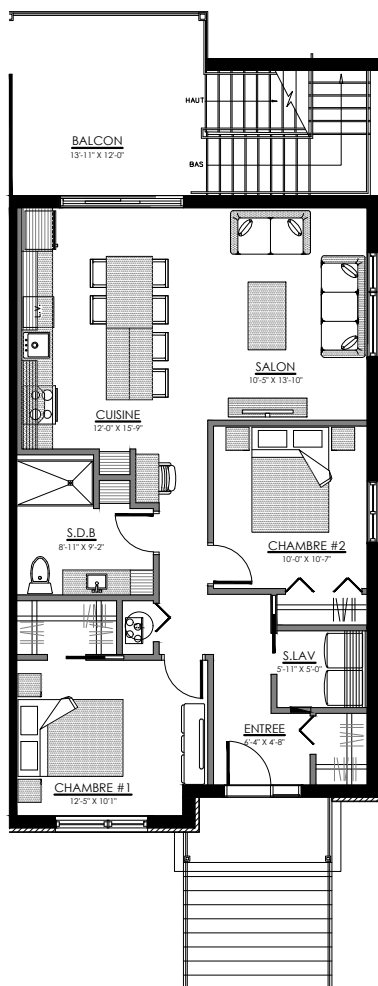 HAUT
BALCON
13'-11" X 12'-0"
BAS
L.V.
SALON
10'-5" X 13'-10"
CUISINE
12'-0" X 15'-9"
S.D.B
8'-11" X 9'-2"
CHAMBRE #2
10'-0" X 10'-7"
S.LAV
5'-11" X 5'-0"
ENTREE
6'-4" X 4'-8"
CHAMBRE #1
12'-5" X 10'1"